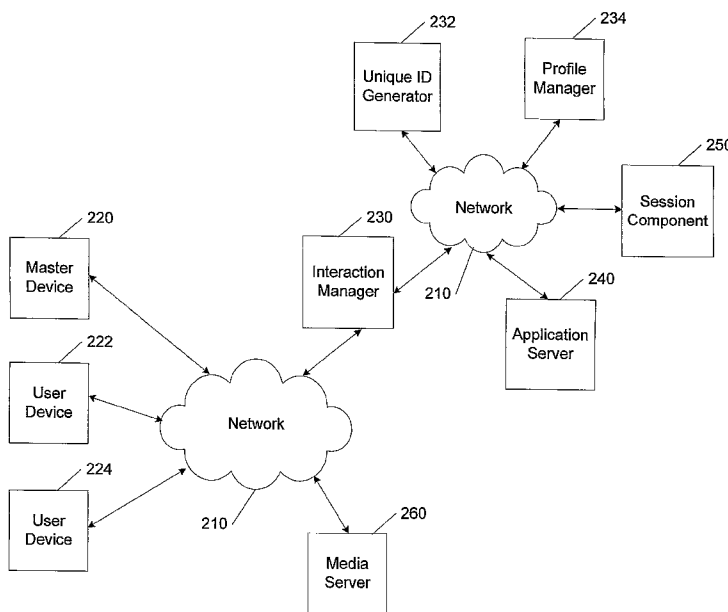 232
234
Unique ID
Generator
Profile
Manager
250
Session
Component
Network
210
220
Master
Device
230
Interaction
Manager
240
Application
Server
222
User
Device
Network
210
224
User
Device
260
Media
Server